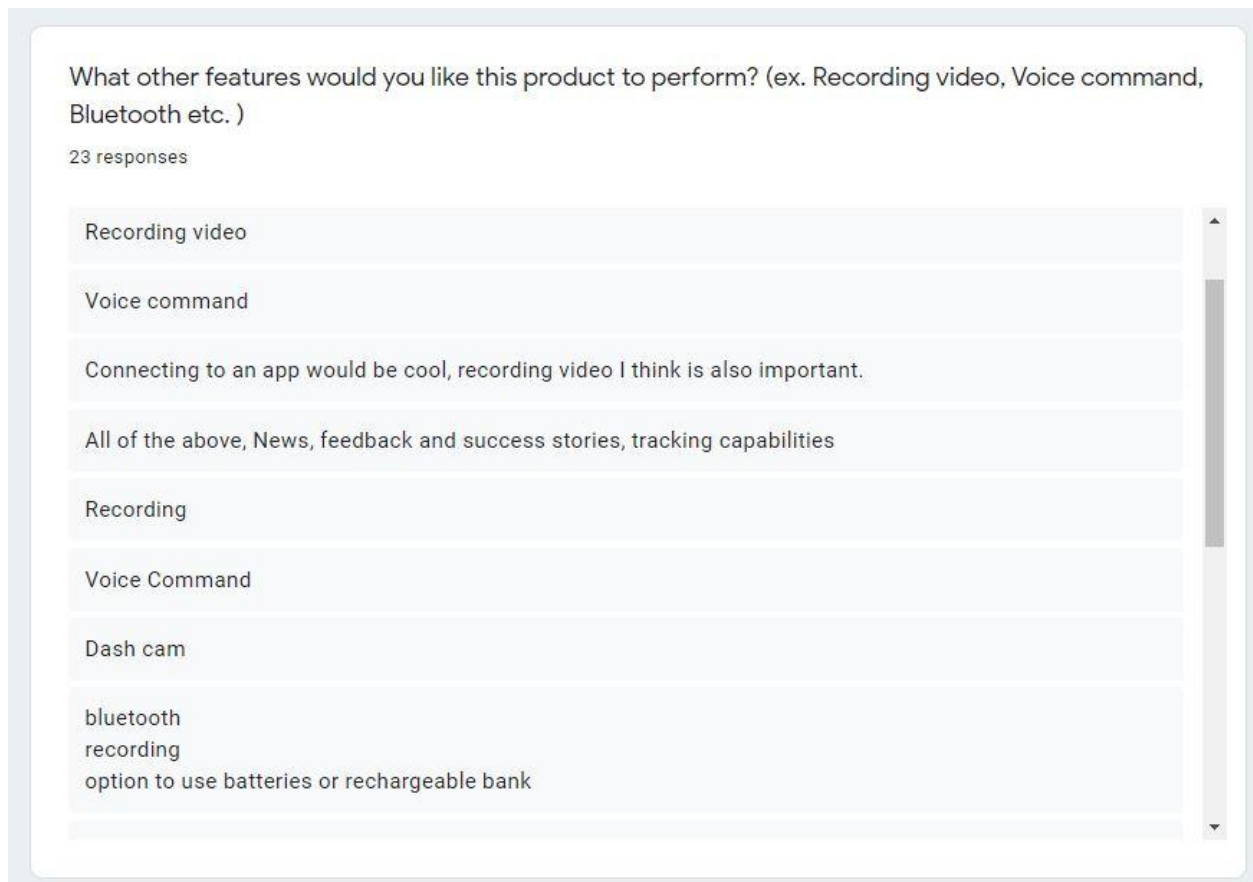 What other features would you like this product to perform? (ex. Recording video, Voice command,
Bluetooth etc. )
23 responses
Recording video
Voice command
Connecting to an app would be cool, recording video I think is also important.
All of the above, News, feedback and success stories, tracking capabilities
Recording
Voice Command
Dash cam
bluetooth
recording
option to use batteries or rechargeable bank